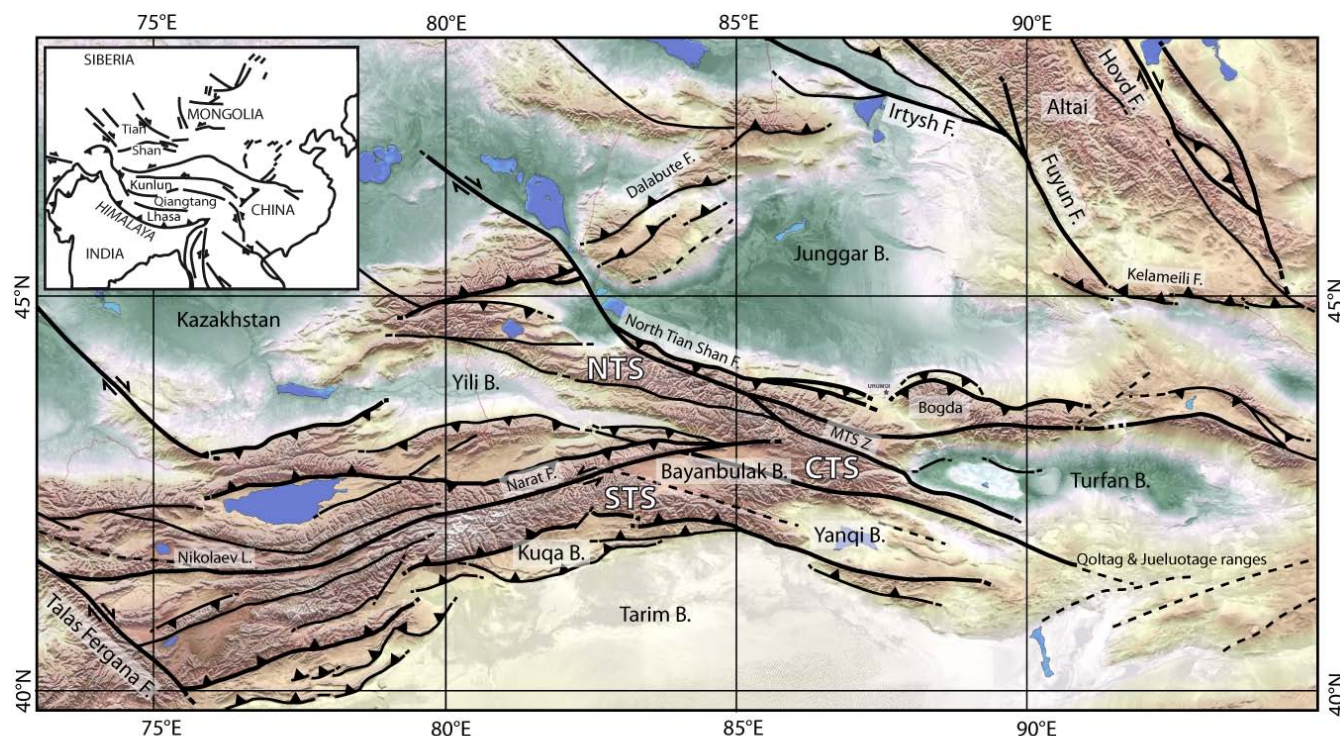 75°E
80°E
85°E
90°E
SIBERIA
MONGOLIA
Tian
Shan
Kunlun
Qiangtang
Lhasa
CHINA
HIMALAYA
INDIA
Hovd F.
Altai
Irtysh F.
Fuyun F.
Dalabute F.
Junggar B.
Kelameili F.
45°N
45°N
Kazakhstan
North Tian Shan F.
NTS
Yili B.
URUMQI
Bogda
MTS Z.
CTS
Narat F.
Bayanbulak B.
Turfan B.
STS
Yanqi B.
Nikolaev L.
Kuqa B.
Qoltag & Jueluotage ranges
Talas Fergana F.
Tarim B.
40°N
40°N
75°E
80°E
85°E
90°E